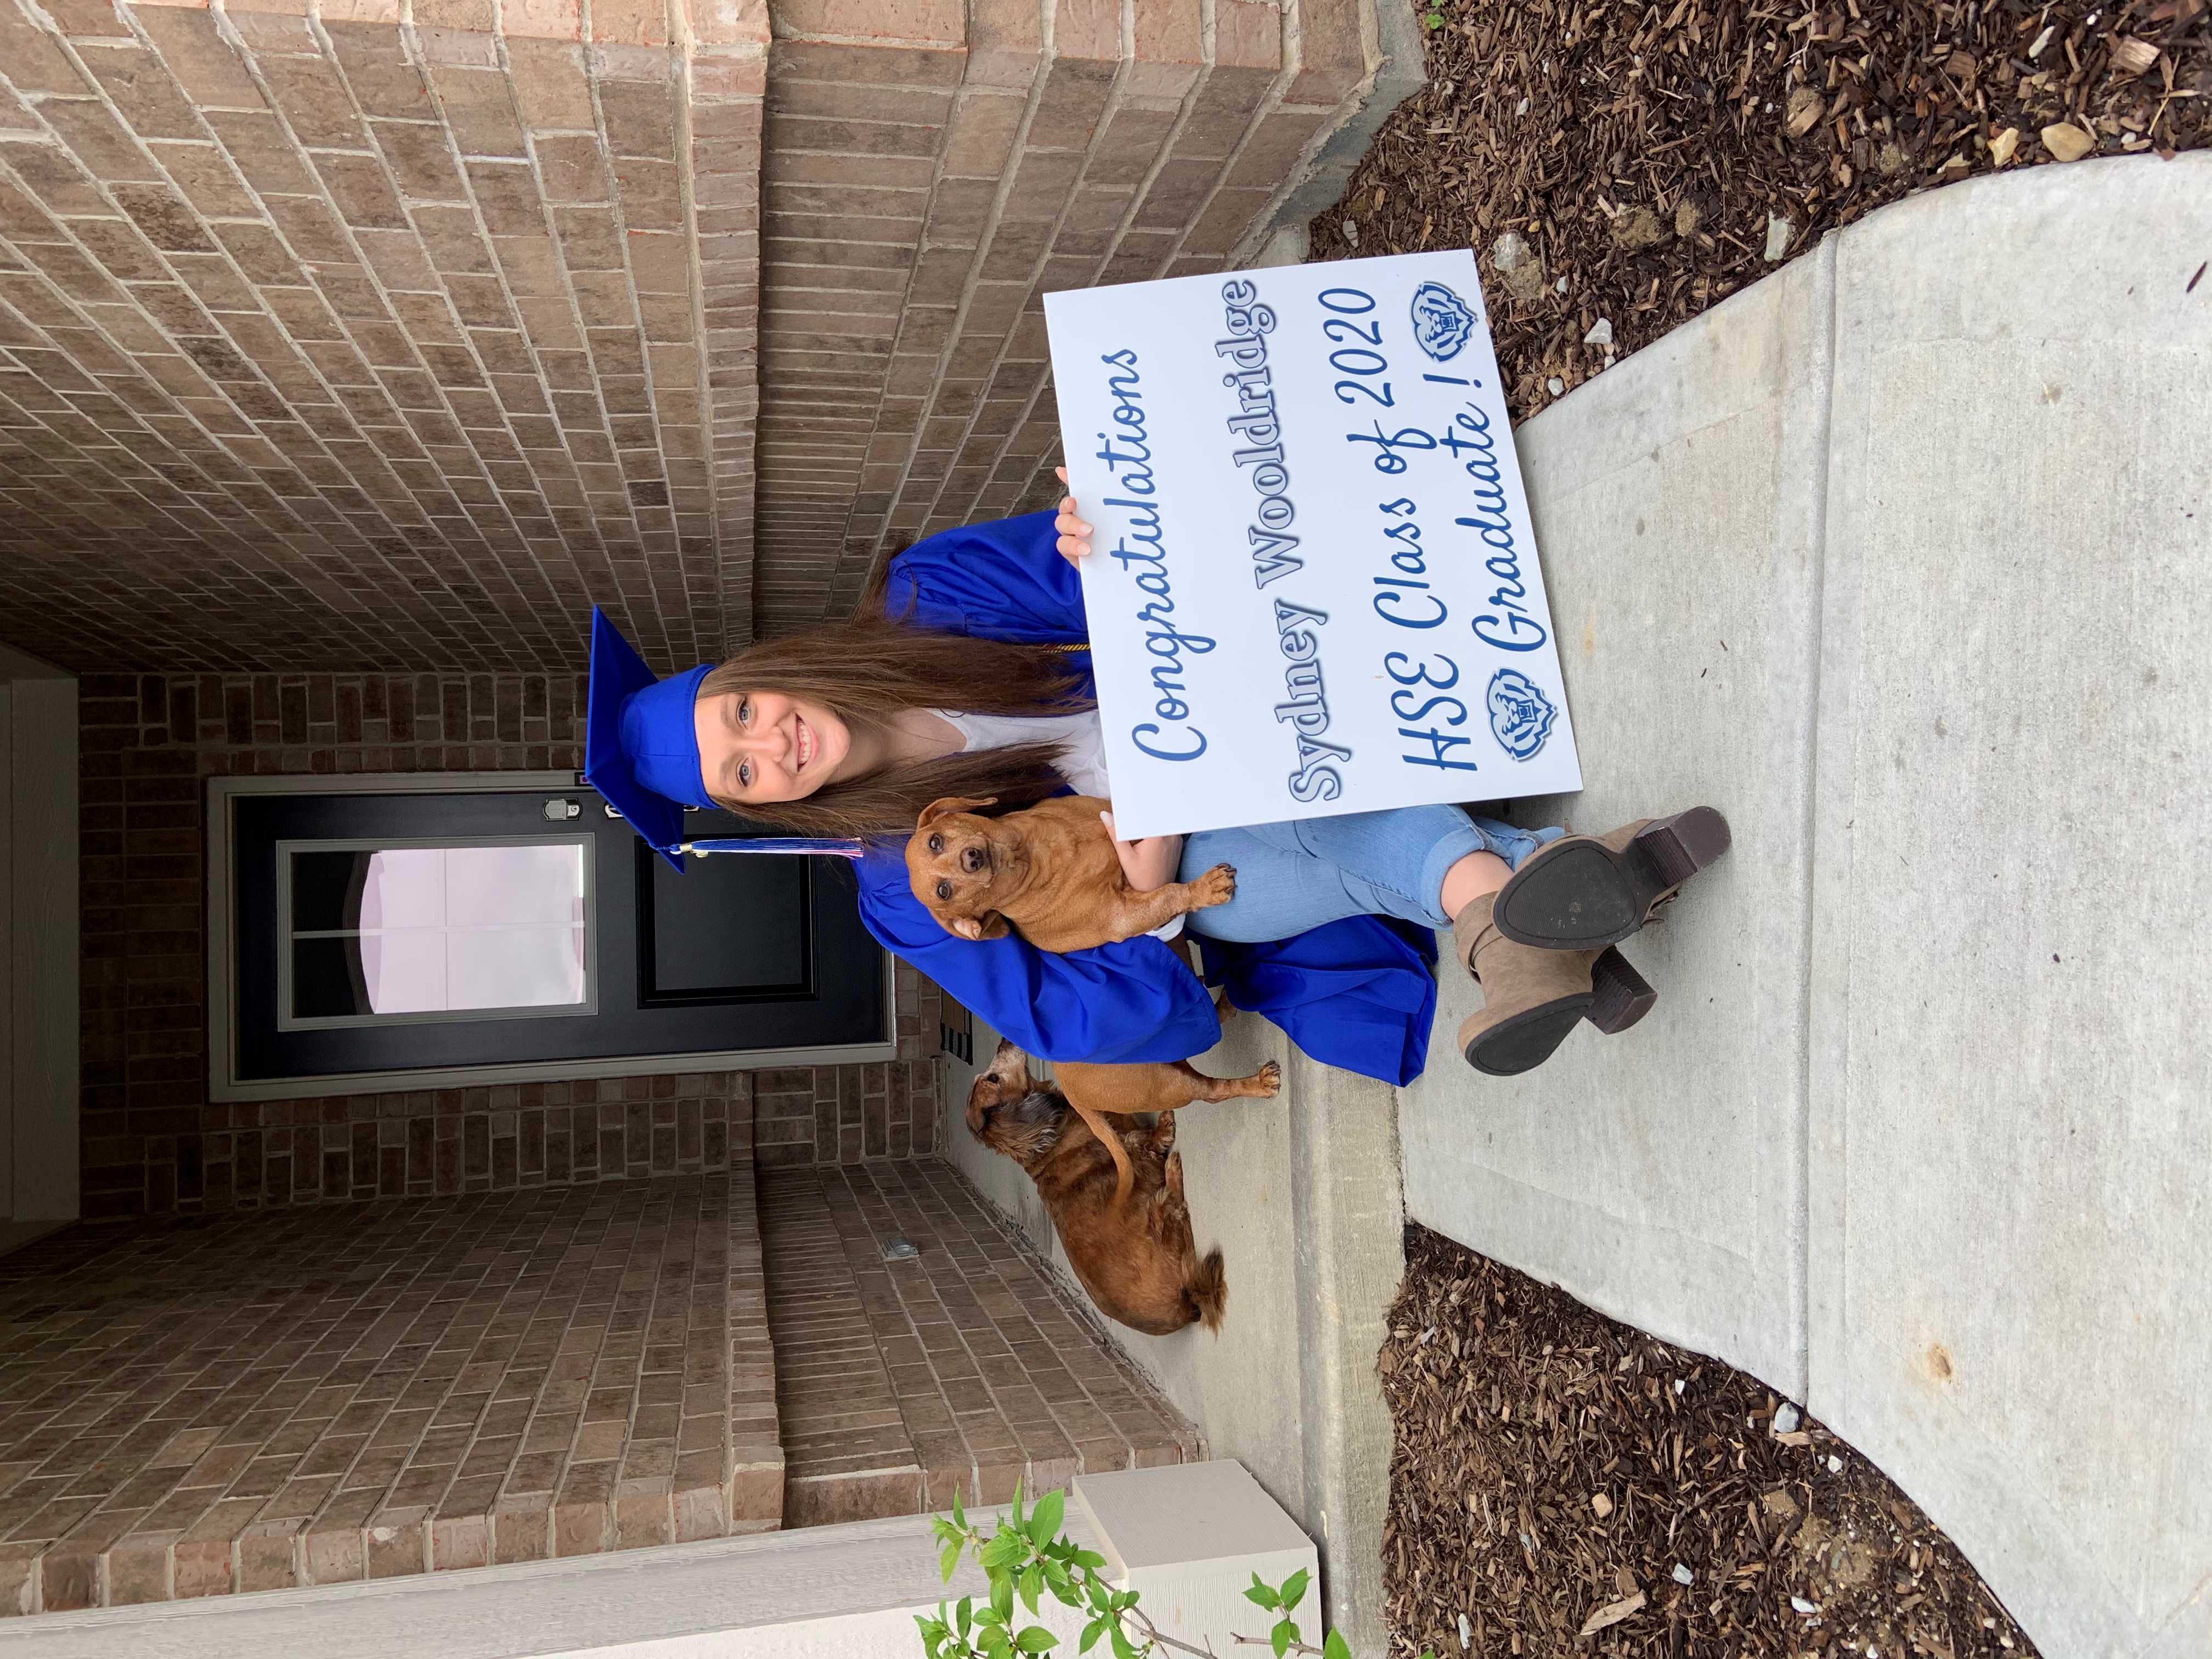 Congratulations
Sydney Wooldridge
HSE Class of 2020
Graduate !